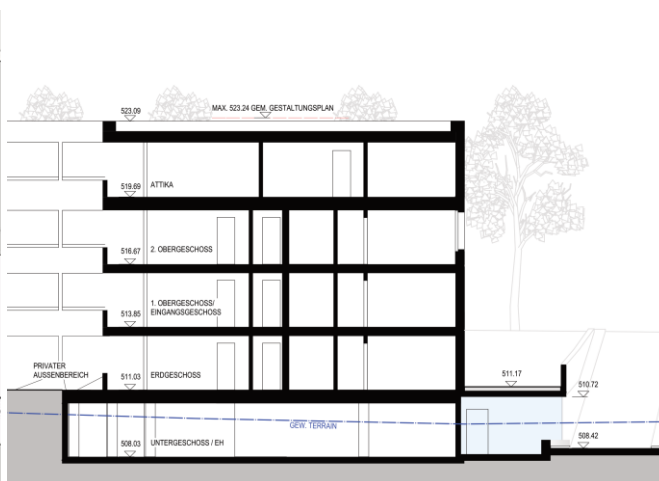 523.09
MAX. 523.24 GEM. GESTALTUNGSPLAN
519.69 ATTIKA
516.67 2. OBERGESCHOSS
1. OBERGESCHOSS/
513.85 EINGANGSGESCHOSS
PRIVATER
AUSSENBEREICH
511.03 ERDGESCHOSS
511.17
510.72
GEW. TERRAIN
508.03 UNTERGESCHOSS / EH
508.42